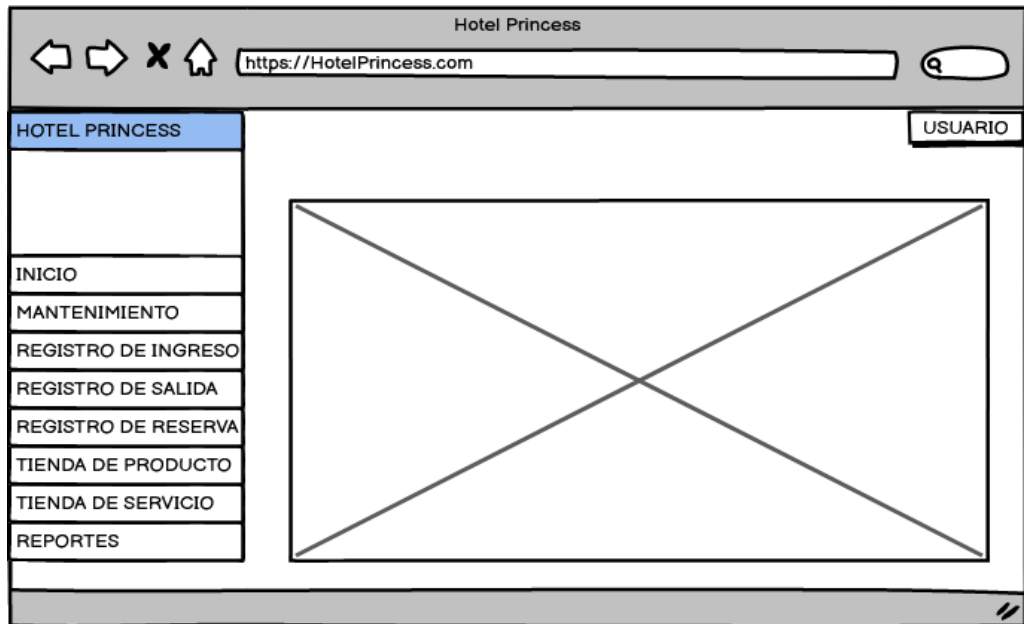 Hotel Princess
https://HotelPrincess.com
HOTEL PRINCESS
USUARIO
INICIO
MANTENIMIENTO
REGISTRO DE INGRESO
REGISTRO DE SALIDA
REGISTRO DE RESERVA
TIENDA DE PRODUCTO
TIENDA DE SERVICIO
REPORTES